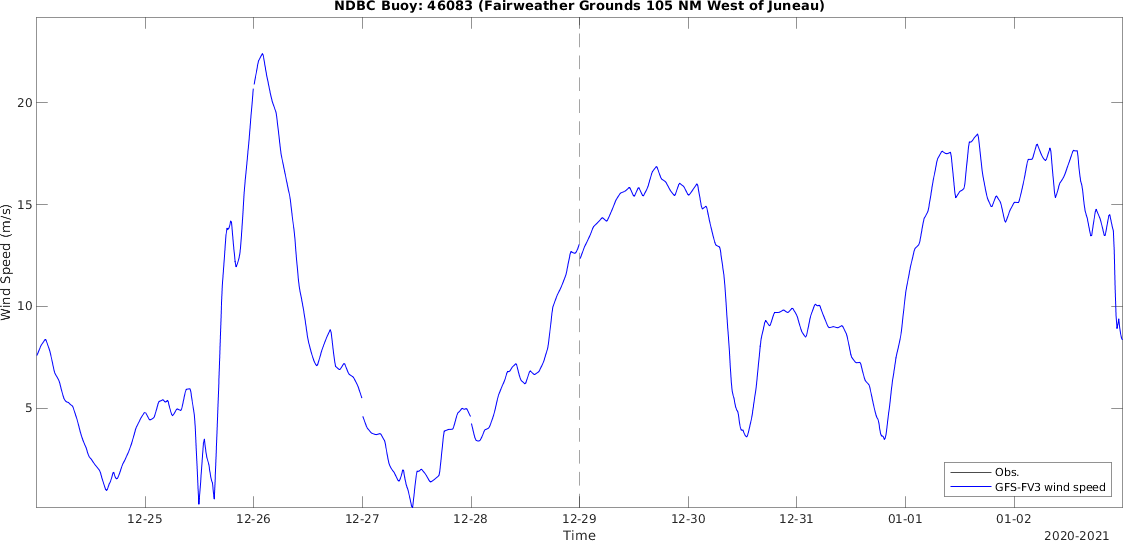 NDBC Buoy: 46083 (Fairweather Grounds 105 NM West of Juneau)
20
15
10
5
Wind Speed (m/s)
Obs.
GFS-FV3 wind speed
12-25 12-26 12-27 12-28 12-29 12-30 12-31 01-01 01-02
Time
2020-2021